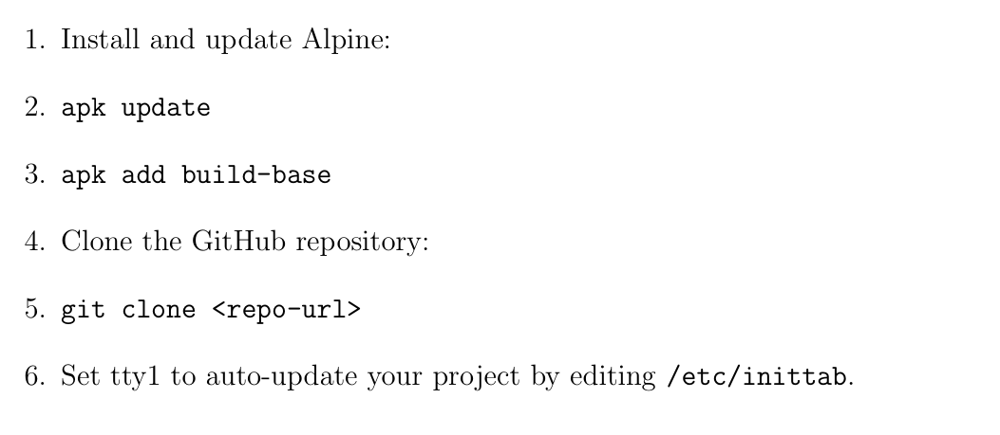 1. Install and update Alpine:
2. apk update
3. apk add build-base
4. Clone the GitHub repository:
5. git clone <repo-url>
6. Set tty1 to auto-update your project by editing /etc/inittab.